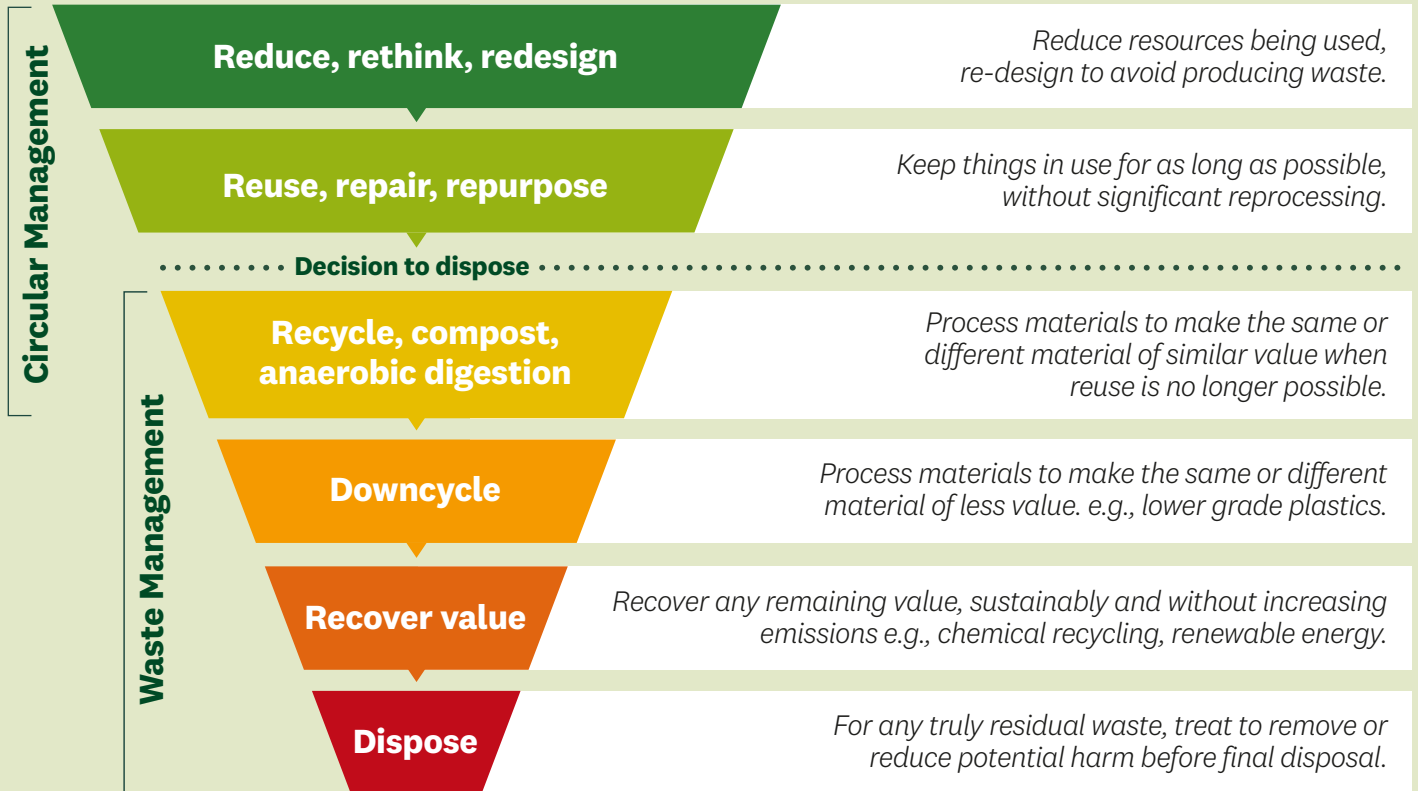 Circular Management
Reduce, rethink, redesign
Reduce resources being used,
re-design to avoid producing waste.
Reuse, repair, repurpose
Keep things in use for as long as possible,
without significant reprocessing.
Decision to dispose
Waste Management
Recycle, compost,
anaerobic digestion
Process materials to make the same or
different material of similar value when
reuse is no longer possible.
Downcycle
Process materials to make the same or different
material of less value. e.g., lower grade plastics.
Recover value
Recover any remaining value, sustainably and without increasing
emissions e.g., chemical recycling, renewable energy.
Dispose
For any truly residual waste, treat to remove or
reduce potential harm before final disposal.